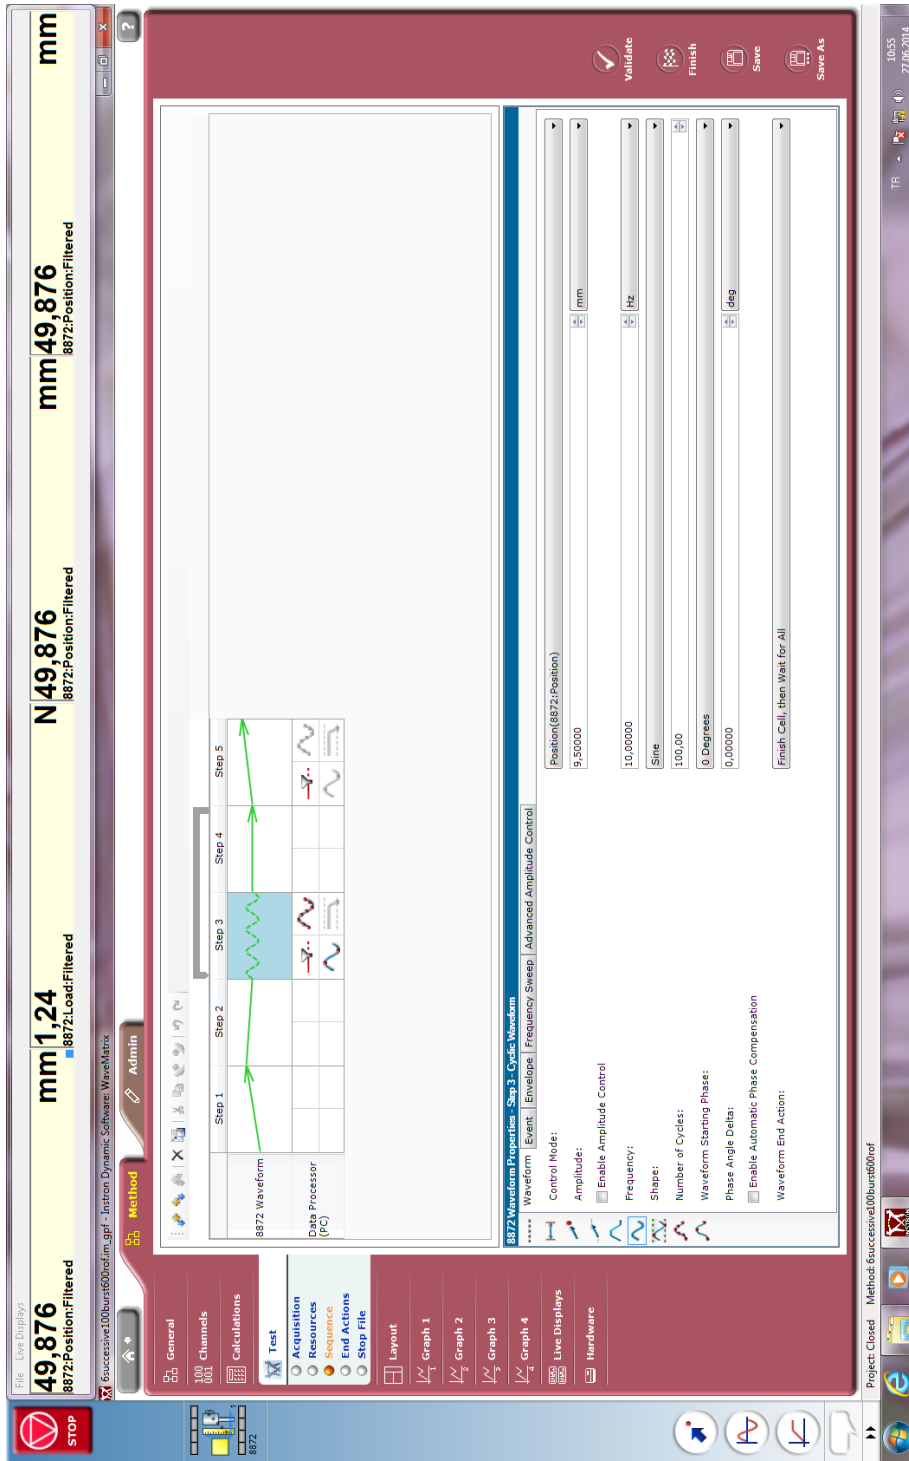 File Live Displays
49,876 mm
8872:Position:Filtered
1,24 N
8872:Load:Filtered
49,876 mm
8872:Position:Filtered
49,876 mm
8872:Position:Filtered
STOP
8872
6successive100burst600rof.im_gpf - Instron Dynamic Software: WaveMatrix
Method
Admin
?
General
Channels
Calculations
Test
Acquisition
Resources
Sequence
End Actions
Stop File
Layout
Graph 1
Graph 2
Graph 3
Graph 4
Live Displays
Hardware
Step 1 Step 2 Step 3 Step 4 Step 5
8872 Waveform
Data Processor
(PC)
8872 Waveform Properties - Step 3 - Cyclic Waveform
Waveform Event Envelope Frequency Sweep Advanced Amplitude Control
Control Mode: Position(8872:Position)
Amplitude: 9,50000 mm
Enable Amplitude Control
Frequency: 10,00000 Hz
Shape: Sine
Number of Cycles: 100,00
Waveform Starting Phase: 0 Degrees
Phase Angle Delta: 0,00000 deg
Enable Automatic Phase Compensation
Waveform End Action: Finish Cell, then Wait for All
Validate
Finish
Save
Save As
Project: Closed Method: 6successive100burst600rof
TR
10:55
27.06.2014